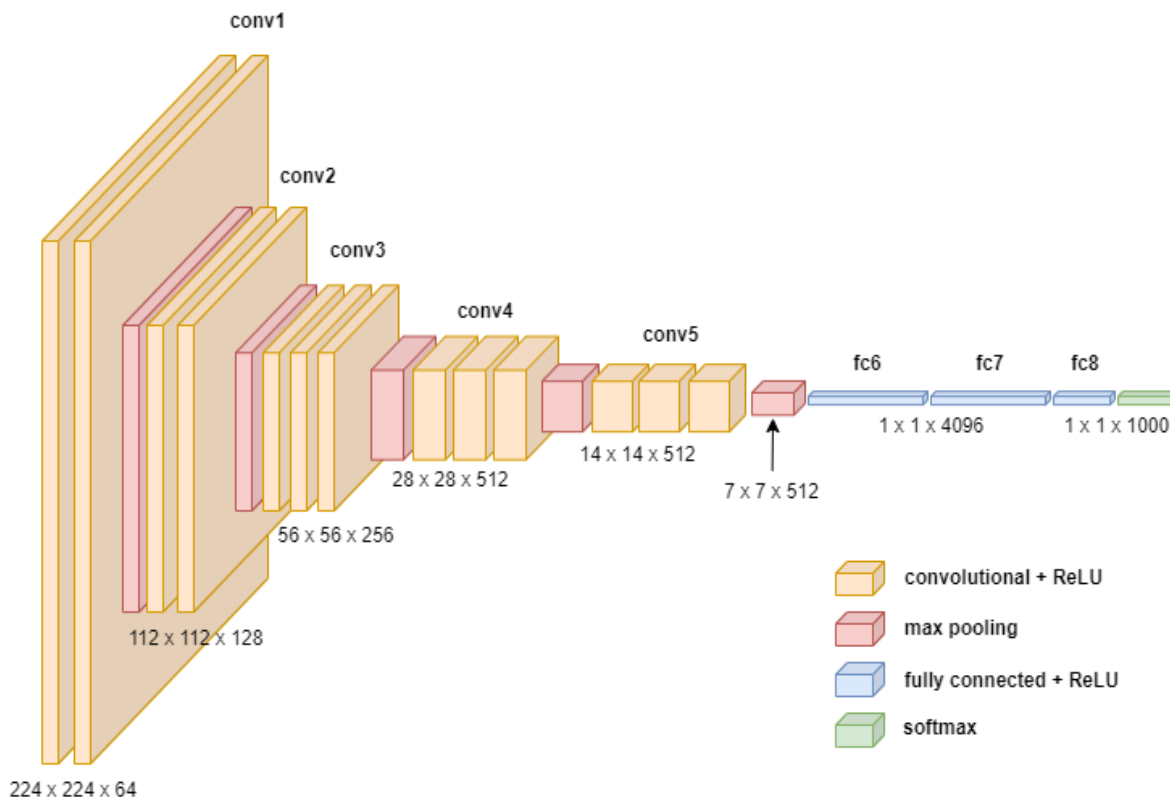 conv1
conv2
conv3
conv4
conv5
fc6
fc7
fc8
1 x 1 x 4096
1 x 1 x 1000
14 x 14 x 512
28 x 28 x 512
7 x 7 x 512
56 x 56 x 256
112 x 112 x 128
224 x 224 x 64
convolutional + ReLU
max pooling
fully connected + ReLU
softmax